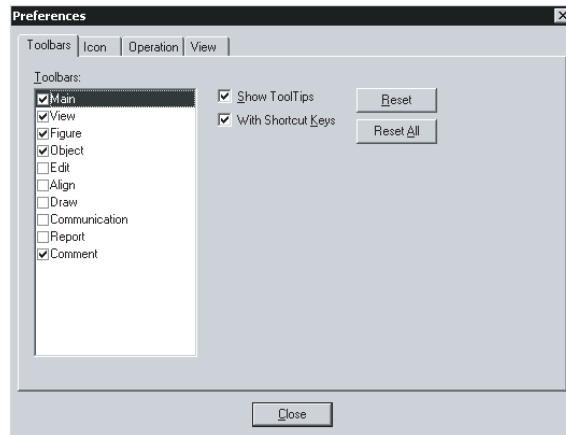 Preferences
Toolbars Icon Operation View
Toolbars:
Main
View
Figure
Object
Edit
Align
Draw
Communication
Report
Comment
Show ToolTips
With Shortcut Keys
Reset
Reset All
Close